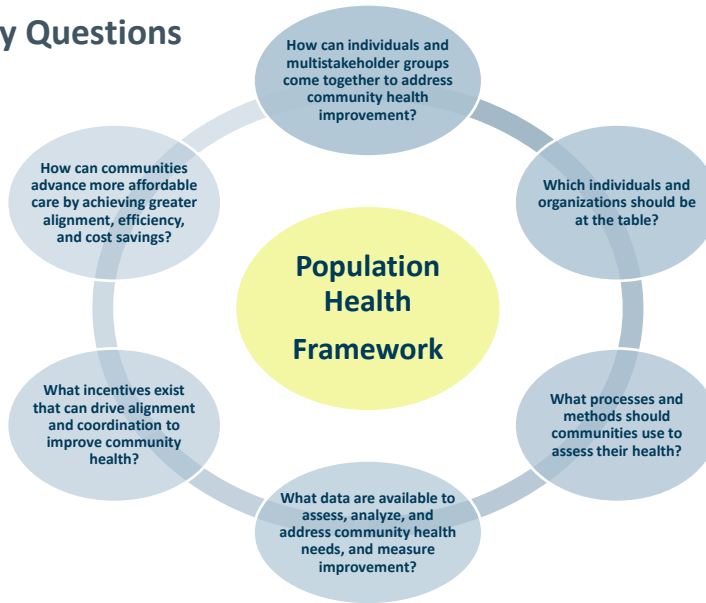 y Questions
How can individuals and
multistakeholder groups
come together to address
community health
improvement?
Which individuals and
organizations should be
at the table?
What processes and
methods should
communities use to
assess their health?
What data are available to
assess, analyze, and
address community health
needs, and measure
improvement?
What incentives exist
that can drive alignment
and coordination to
improve community
health?
How can communities
advance more affordable
care by achieving greater
alignment, efficiency,
and cost savings?
Population
Health
Framework